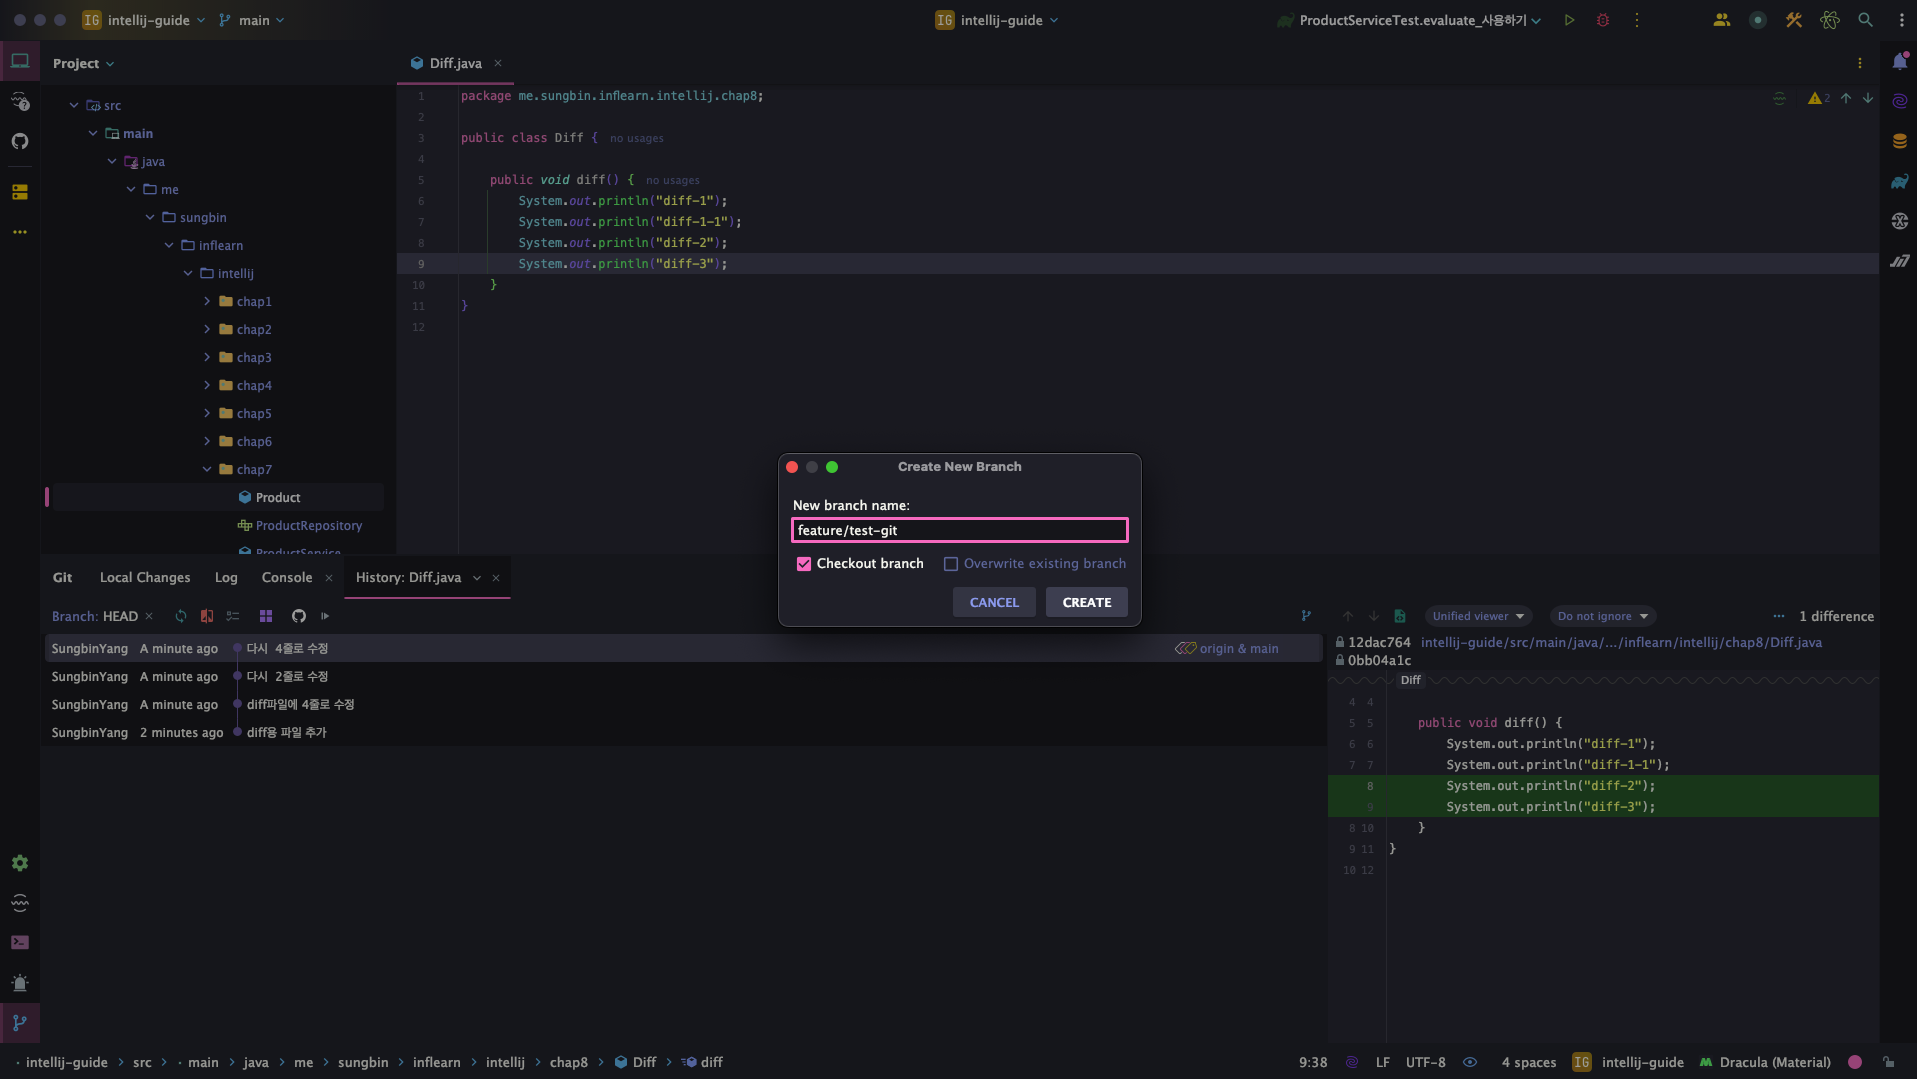 IG intellij-guide main IG intellij-guide ProductServiceTest.evaluate_사용하기
Project
src
main
java
me
sungbin
inflearn
intellij
chap1
chap2
chap3
chap4
chap5
chap6
chap7
Product
ProductRepository
ProductService
Diff.java
2
1 package me.sungbin.inflearn.intellij.chap8;
2
3 public class Diff { no usages
4
5 public void diff() { no usages
6 System.out.println("diff-1");
7 System.out.println("diff-1-1");
8 System.out.println("diff-2");
9 System.out.println("diff-3");
10 }
11 }
12
Create New Branch
New branch name:
feature/test-git
Checkout branch Overwrite existing branch
CANCEL CREATE
Git Local Changes Log Console History: Diff.java
Branch: HEAD
SungbinYang A minute ago 다시 4줄로 수정 origin & main
SungbinYang A minute ago 다시 2줄로 수정
SungbinYang A minute ago diff파일에 4줄로 수정
SungbinYang 2 minutes ago diff용 파일 추가
Unified viewer Do not ignore 1 difference
12dac764 intellij-guide/src/main/java/.../inflearn/intellij/chap8/Diff.java
0bb04a1c
Diff
4 4
5 5 public void diff() {
6 6 System.out.println("diff-1");
7 7 System.out.println("diff-1-1");
8 System.out.println("diff-2");
9 System.out.println("diff-3");
8 10 }
9 11 }
10 12
intellij-guide src main java me sungbin inflearn intellij chap8 Diff diff
9:38 LF UTF-8 4 spaces IG intellij-guide Dracula (Material)